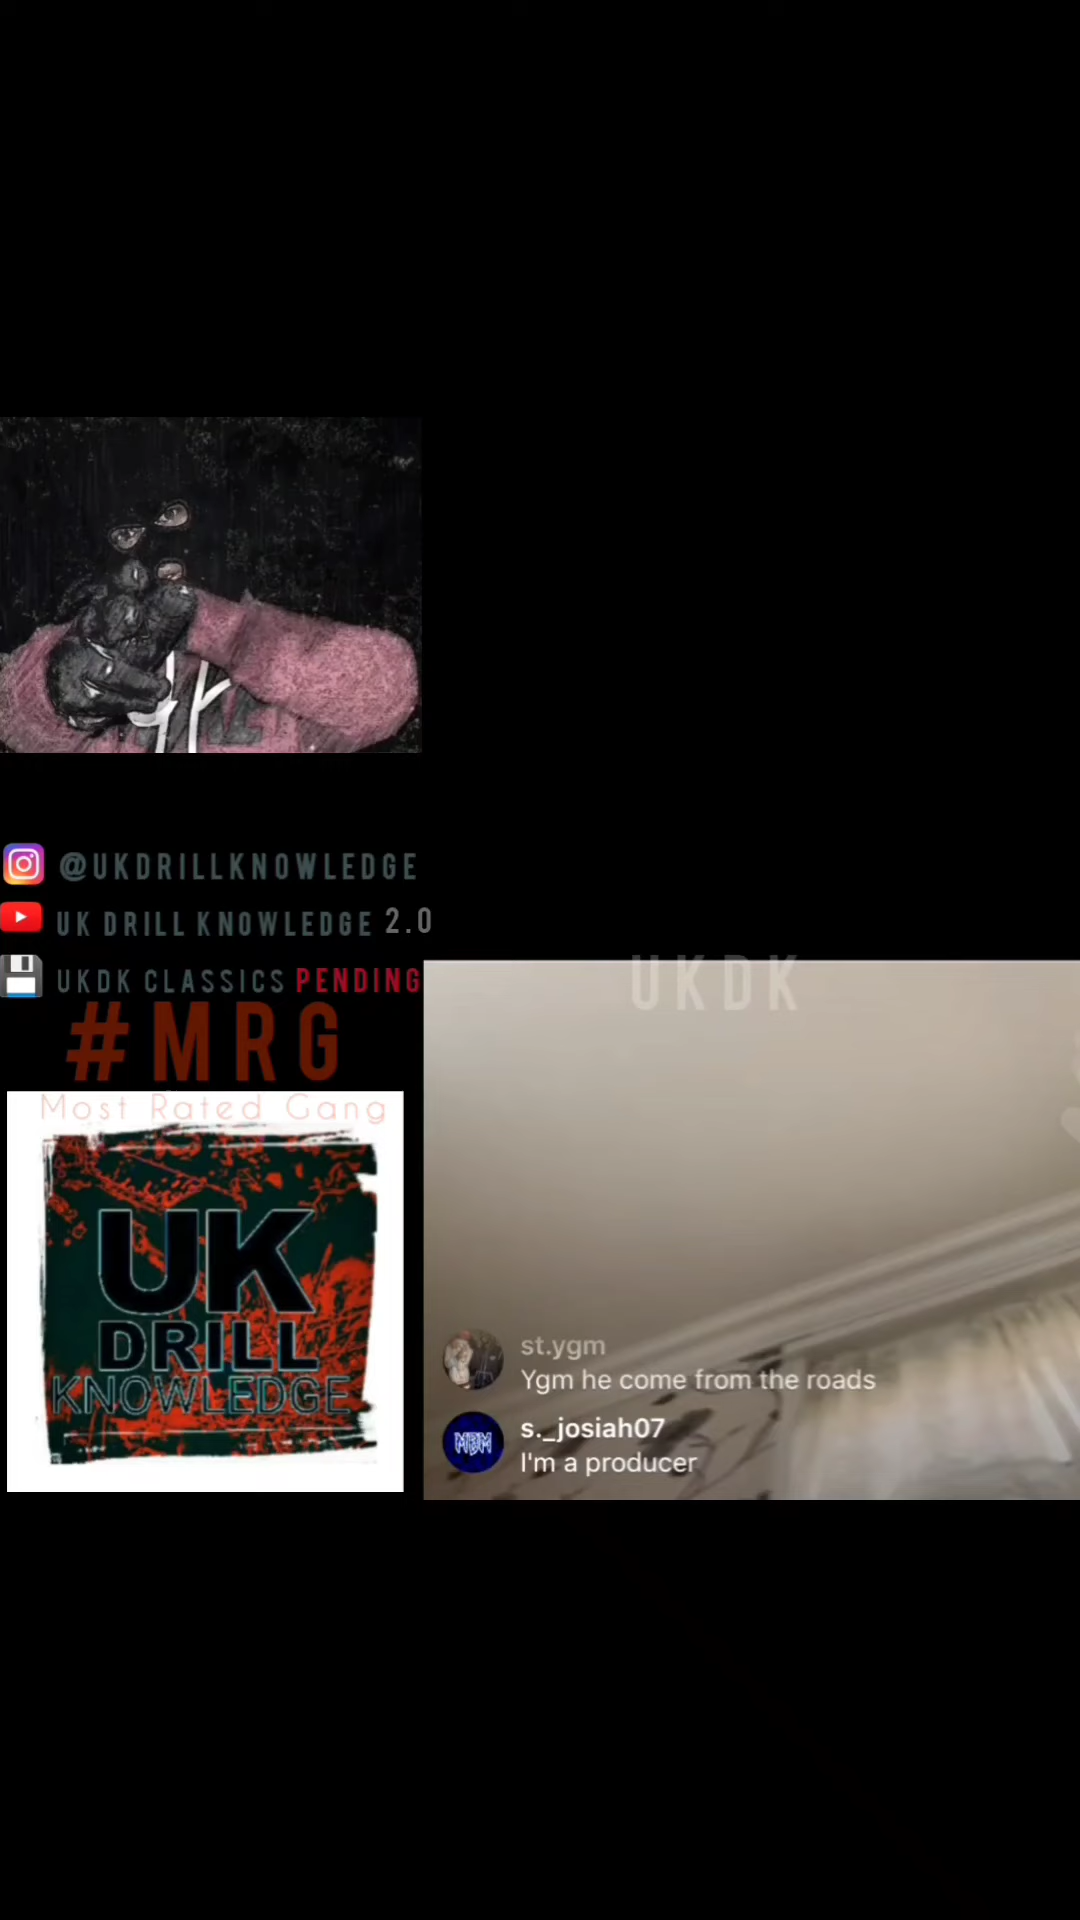 @UKDRILLKNOWLEDGE
UK DRILL KNOWLEDGE 2.0
UKDK CLASSICS PENDING
UKDK
#MRG
Most Rated Gang
UK
DRILL
KNOWLEDGE
st.ygm
Ygm he come from the roads
s._josiah07
MBM
I'm a producer